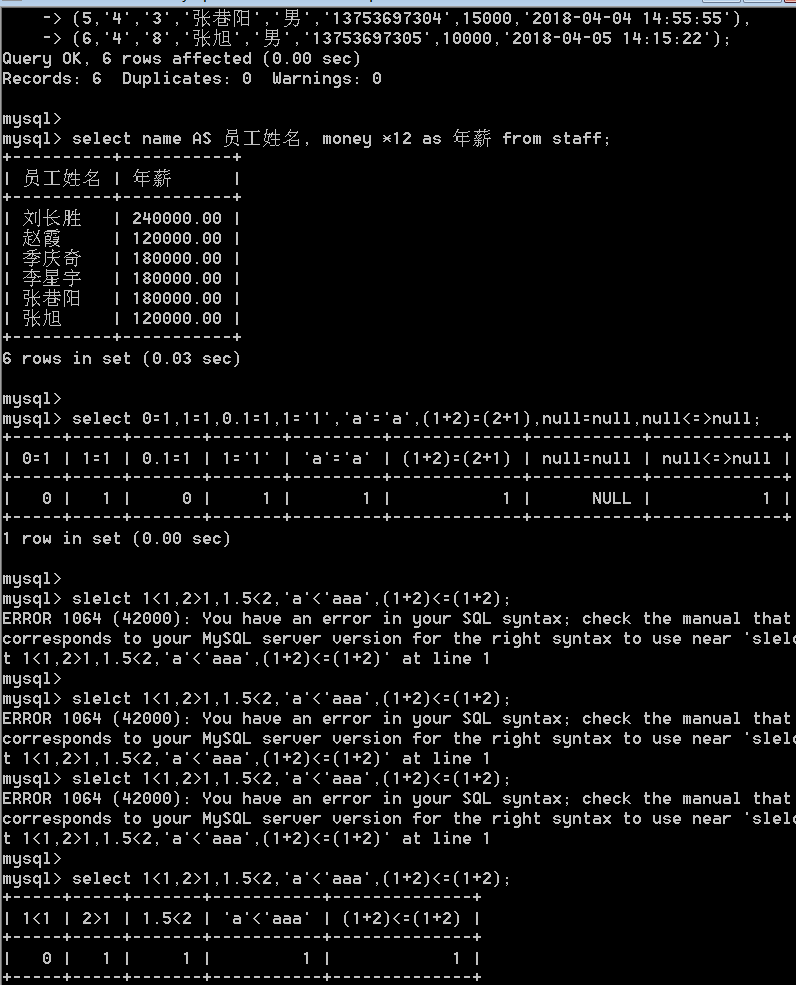 -> (5,'4','3','张巷阳','男','13753697304',15000,'2018-04-04 14:55:55'),
    -> (6,'4','8','张旭','男','13753697305',10000,'2018-04-05 14:15:22');
Query OK, 6 rows affected (0.00 sec)
Records: 6  Duplicates: 0  Warnings: 0
mysql>
mysql> select name AS 员工姓名, money *12 as 年薪 from staff;
+----------+-----------+
| 员工姓名 | 年薪      |
+----------+-----------+
| 刘长胜   | 240000.00 |
| 赵霞     | 120000.00 |
| 季庆奇   | 180000.00 |
| 李星宇   | 180000.00 |
| 张巷阳   | 180000.00 |
| 张旭     | 120000.00 |
+----------+-----------+
6 rows in set (0.03 sec)
mysql>
mysql> select 0=1,1=1,0.1=1,1='1','a'='a',(1+2)=(2+1),null=null,null<=>null;
+-----+-----+-------+-------+---------+-------------+-----------+-------------+
| 0=1 | 1=1 | 0.1=1 | 1='1' | 'a'='a' | (1+2)=(2+1) | null=null | null<=>null |
+-----+-----+-------+-------+---------+-------------+-----------+-------------+
|   0 |   1 |     0 |     1 |       1 |           1 |      NULL |           1 |
+-----+-----+-------+-------+---------+-------------+-----------+-------------+
1 row in set (0.00 sec)
mysql>
mysql> slelct 1<1,2>1,1.5<2,'a'<'aaa',(1+2)<=(1+2);
ERROR 1064 (42000): You have an error in your SQL syntax; check the manual that
corresponds to your MySQL server version for the right syntax to use near 'slelc
t 1<1,2>1,1.5<2,'a'<'aaa',(1+2)<=(1+2)' at line 1
mysql>
mysql> slelct 1<1,2>1,1.5<2,'a'<'aaa',(1+2)<=(1+2);
ERROR 1064 (42000): You have an error in your SQL syntax; check the manual that
corresponds to your MySQL server version for the right syntax to use near 'slelc
t 1<1,2>1,1.5<2,'a'<'aaa',(1+2)<=(1+2)' at line 1
mysql> slelct 1<1,2>1,1.5<2,'a'<'aaa',(1+2)<=(1+2);
ERROR 1064 (42000): You have an error in your SQL syntax; check the manual that
corresponds to your MySQL server version for the right syntax to use near 'slelc
t 1<1,2>1,1.5<2,'a'<'aaa',(1+2)<=(1+2)' at line 1
mysql>
mysql> select 1<1,2>1,1.5<2,'a'<'aaa',(1+2)<=(1+2);
+-----+-----+-------+-----------+--------------+
| 1<1 | 2>1 | 1.5<2 | 'a'<'aaa' | (1+2)<=(1+2) |
+-----+-----+-------+-----------+--------------+
|   0 |   1 |     1 |         1 |            1 |
+-----+-----+-------+-----------+--------------+